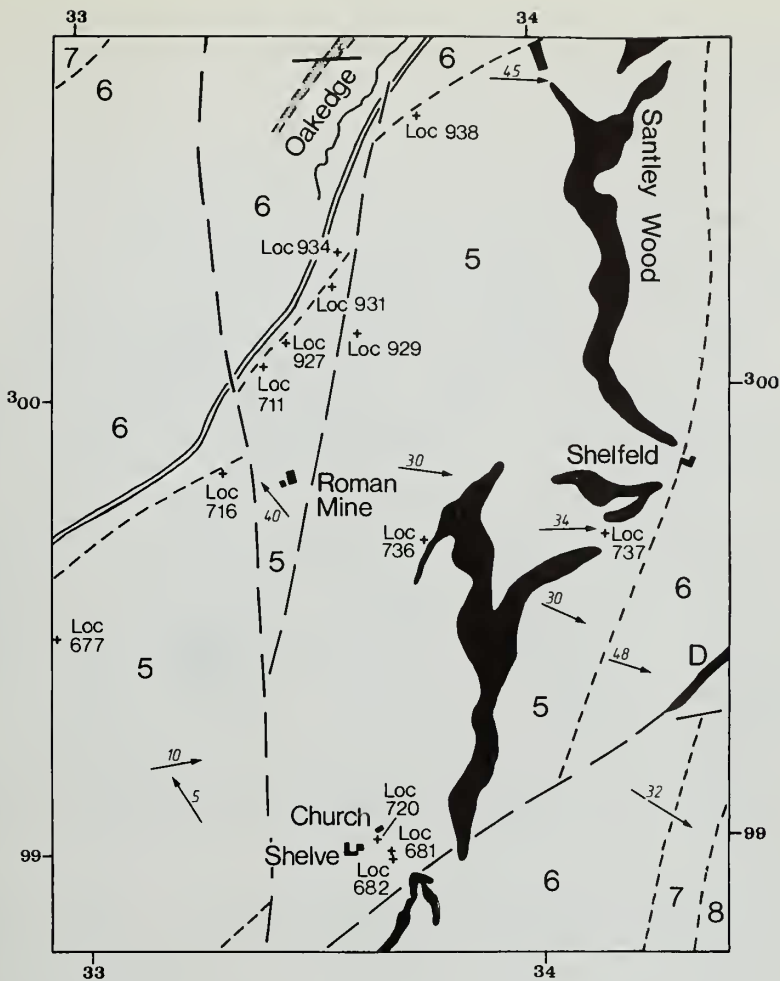 33
34
7
6
6
Oakedge
45
Loc 938
Santley Wood
6
Loc 934
5
Loc 931
Loc
927
Loc 929
Loc
711
300
300
6
Shelfeld
30
Roman
Mine
Loc
716
40
Loc
736
34
Loc
737
5
6
30
Loc
677
5
48
D
5
10
5
Loc
720
32
Church
99
Loc
681
99
Shelve
Loc
682
6
7
8
33
34